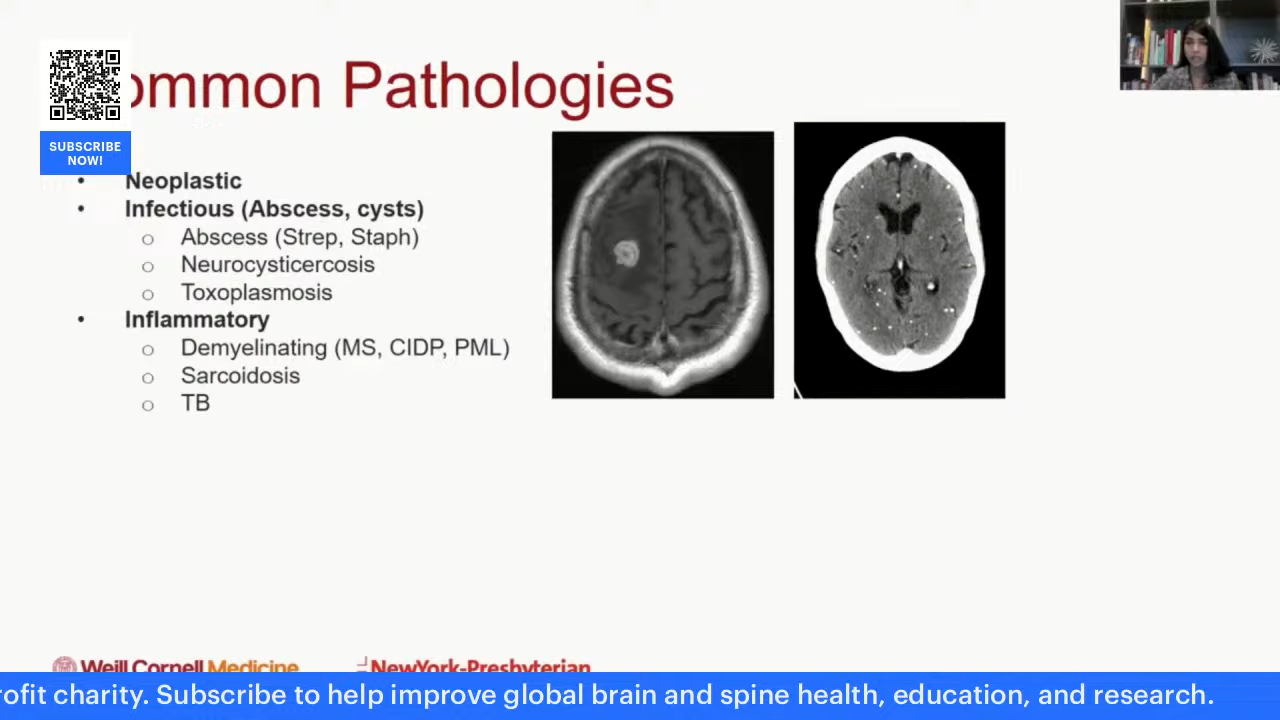 ommon Pathologies
SUBSCRIBE
NOW!
• Neoplastic
• Infectious (Abscess, cysts)
o Abscess (Strep, Staph)
o Neurocysticercosis
o Toxoplasmosis
• Inflammatory
o Demyelinating (MS, CIDP, PML)
o Sarcoidosis
o TB
Weill Cornell Medicine
NewYork-Presbyterian
rofit charity. Subscribe to help improve global brain and spine health, education, and research.